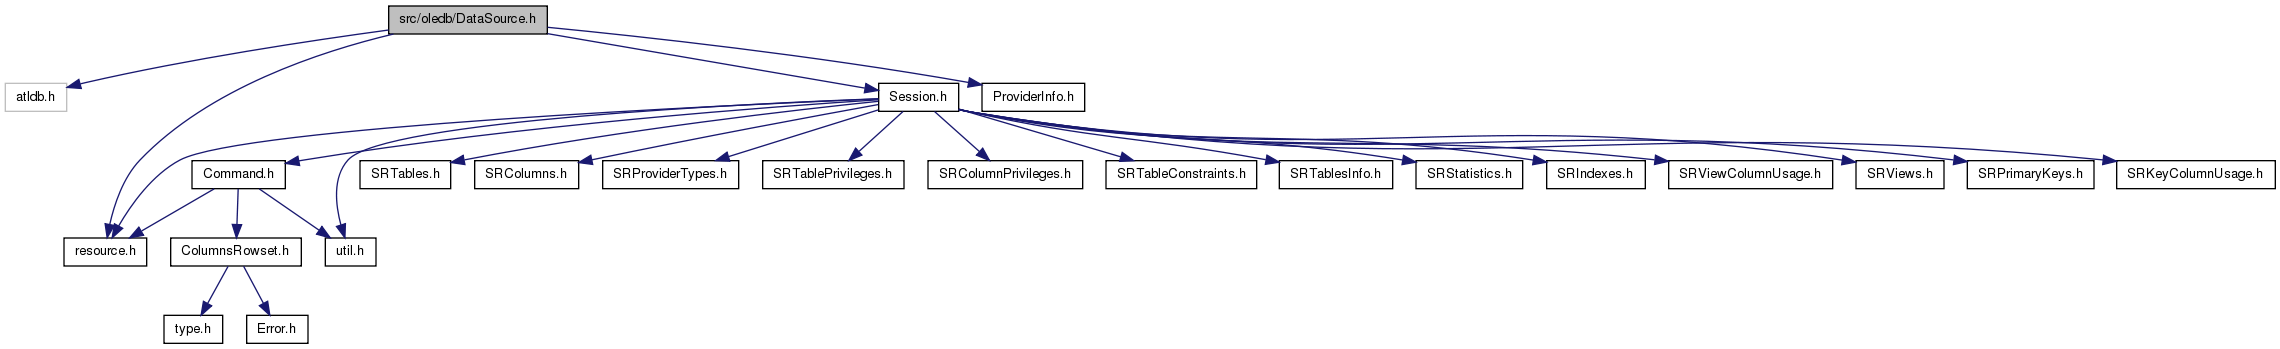 src/oledb/DataSource.h
atldb.h
Session.h
ProviderInfo.h
Command.h
SRTables.h
SRColumns.h
SRProviderTypes.h
SRTablePrivileges.h
SRColumnPrivileges.h
SRTableConstraints.h
SRTablesInfo.h
SRStatistics.h
SRIndexes.h
SRViewColumnUsage.h
SRViews.h
SRPrimaryKeys.h
SRKeyColumnUsage.h
resource.h
ColumnsRowset.h
util.h
type.h
Error.h